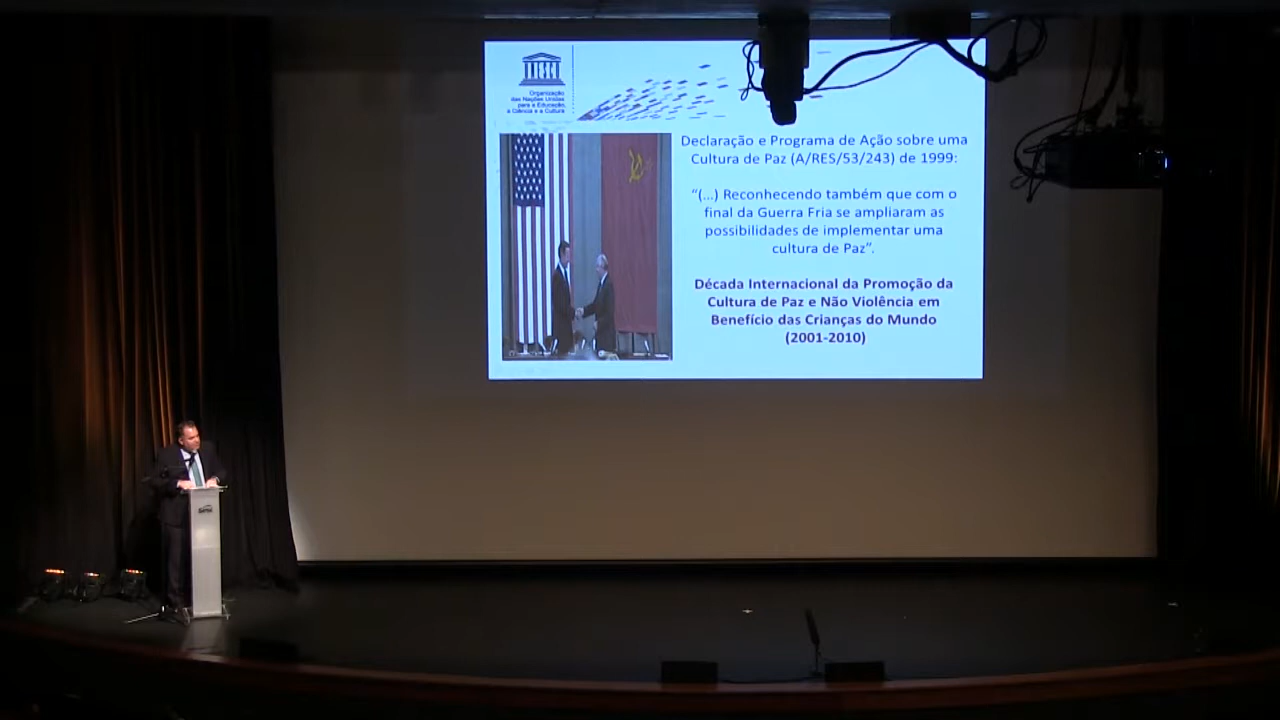 Organização
das Nações Unidas
para a Educação,
a Ciência e a Cultura
Declaração e Programa de Ação sobre uma
Cultura de Paz (A/RES/53/243) de 1999:
“(...) Reconhecendo também que com o
final da Guerra Fria se ampliaram as
possibilidades de implementar uma
cultura de Paz”.
Década Internacional da Promoção da
Cultura de Paz e Não Violência em
Benefício das Crianças do Mundo
(2001-2010)